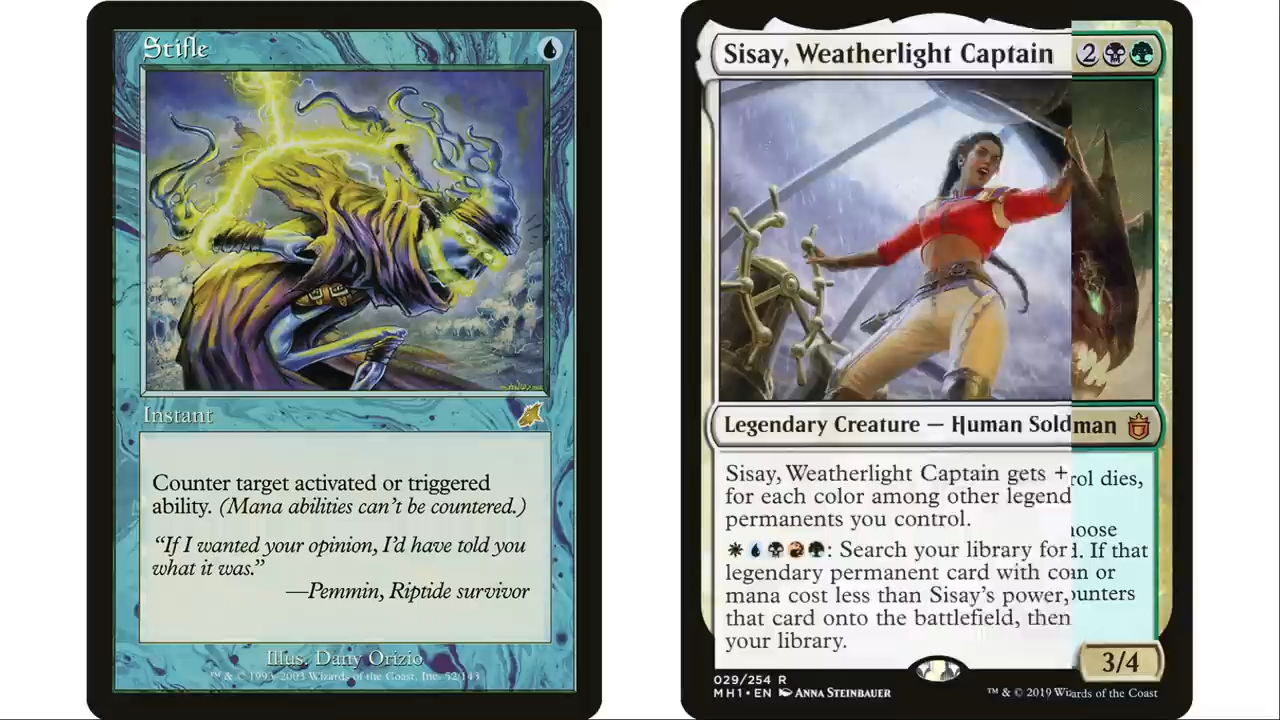 Stifle
Instant
Counter target activated or triggered
ability. (Mana abilities can't be countered.)
"If I wanted your opinion, I'd have told you
what it was."
—Pemmin, Riptide survivor
Illus. Dany Orizio
™ & © 1993-2003 Wizards of the Coast, Inc. 52/143
Sisay, Weatherlight Captain
2
Legendary Creature — Human Sold
man
Sisay, Weatherlight Captain gets +
for each color among other legend
permanents you control.
: Search your library for
legendary permanent card with co
mana cost less than Sisay's power,
that card onto the battlefield, then
your library.
rol dies,
hoose
d. If that
an or
ounters
3/4
029/254 R
MH1 • EN Anna Steinbauer
™ & © 2019 Wizards of the Coast